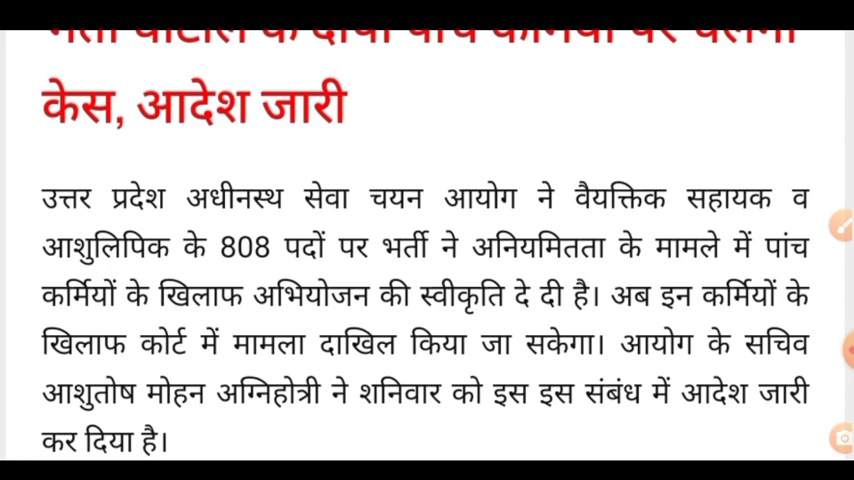 केस, आदेश जारी
उत्तर प्रदेश अधीनस्थ सेवा चयन आयोग ने वैयक्तिक सहायक व
आशुलिपिक के 808 पदों पर भर्ती ने अनियमितता के मामले में पांच
कर्मियों के खिलाफ अभियोजन की स्वीकृति दे दी है। अब इन कर्मियों के
खिलाफ कोर्ट में मामला दाखिल किया जा सकेगा। आयोग के सचिव
आशुतोष मोहन अग्निहोत्री ने शनिवार को इस इस संबंध में आदेश जारी
कर दिया है।